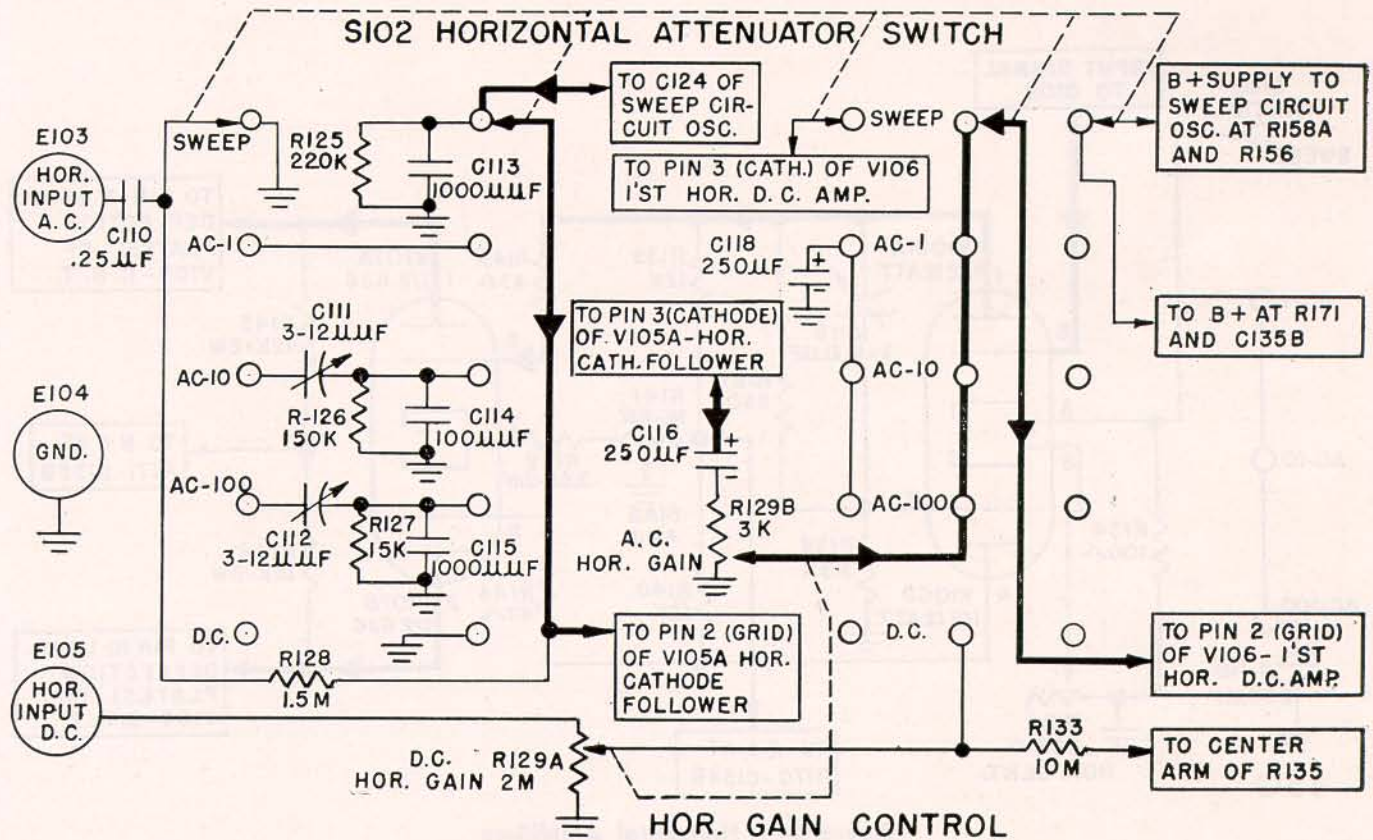 S102 HORIZONTAL ATTENUATOR SWITCH
E103
HOR.
INPUT
A.C.
C110
.25µF
SWEEP
R125
220K
C113
1000µµF
TO C124 OF
SWEEP CIR-
CUIT OSC.
SWEEP
TO PIN 3 (CATH.) OF V106
1'ST HOR. D.C. AMP.
B+SUPPLY TO
SWEEP CIRCUIT
OSC. AT R158A
AND R156
AC-1
C118
250µF
AC-1
TO B+ AT R171
AND C135B
C111
3-12µµF
AC-10
R-126
150K
C114
100µµF
TO PIN 3(CATHODE)
OF V105A-HOR.
CATH. FOLLOWER
AC-10
E104
GND.
C116
250µF
AC-100
C112
3-12µµF
R127
15K
C115
1000µµF
R129B
3K
A.C.
HOR. GAIN
AC-100
D.C.
E105
HOR.
INPUT
D.C.
R128
1.5M
TO PIN 2 (GRID)
OF V105A HOR.
CATHODE
FOLLOWER
D.C.
TO PIN 2 (GRID)
OF V106-1'ST
HOR. D.C. AMP.
D.C. R129A
HOR. GAIN 2M
R133
10M
TO CENTER
ARM OF R135
HOR. GAIN CONTROL